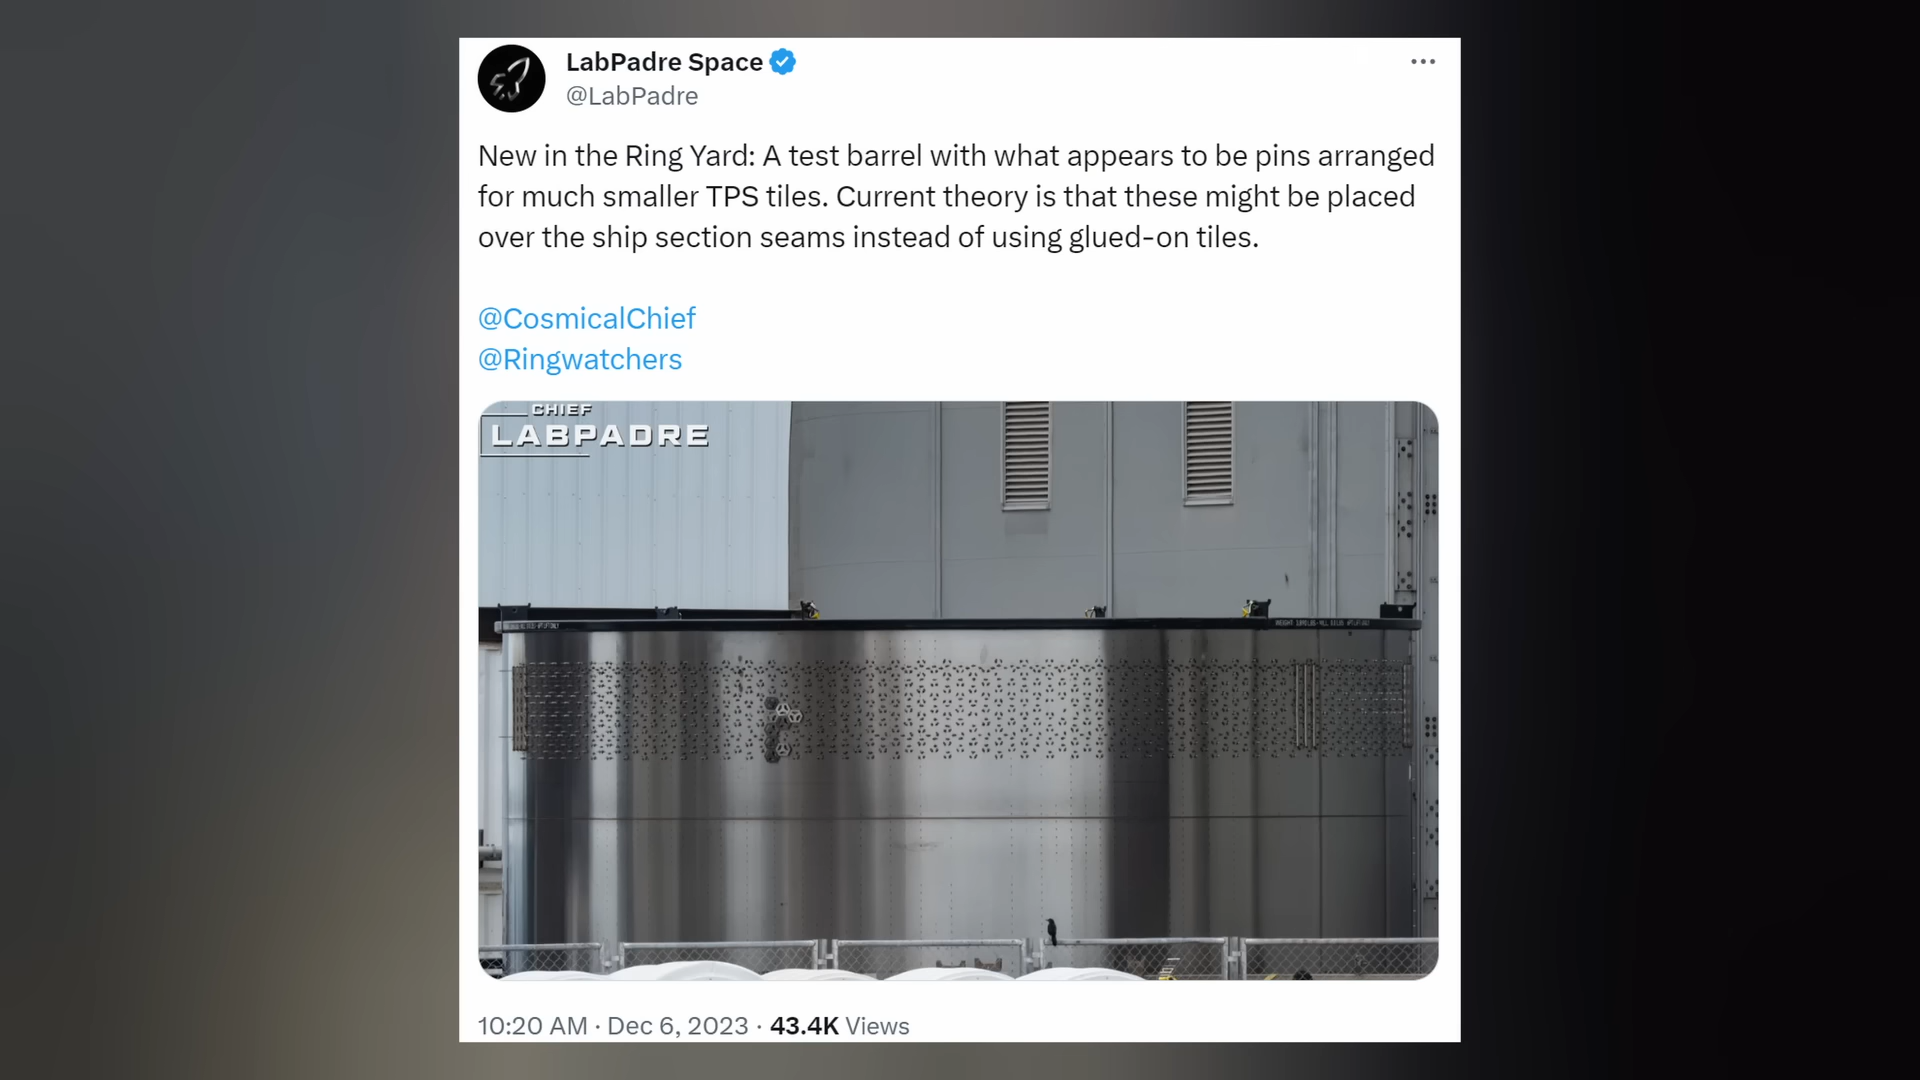 LabPadre Space
@LabPadre
New in the Ring Yard: A test barrel with what appears to be pins arranged
for much smaller TPS tiles. Current theory is that these might be placed
over the ship section seams instead of using glued-on tiles.
@CosmicalChief
@Ringwatchers
CHIEF
LABPADRE
10:20 AM · Dec 6, 2023 · 43.4K Views